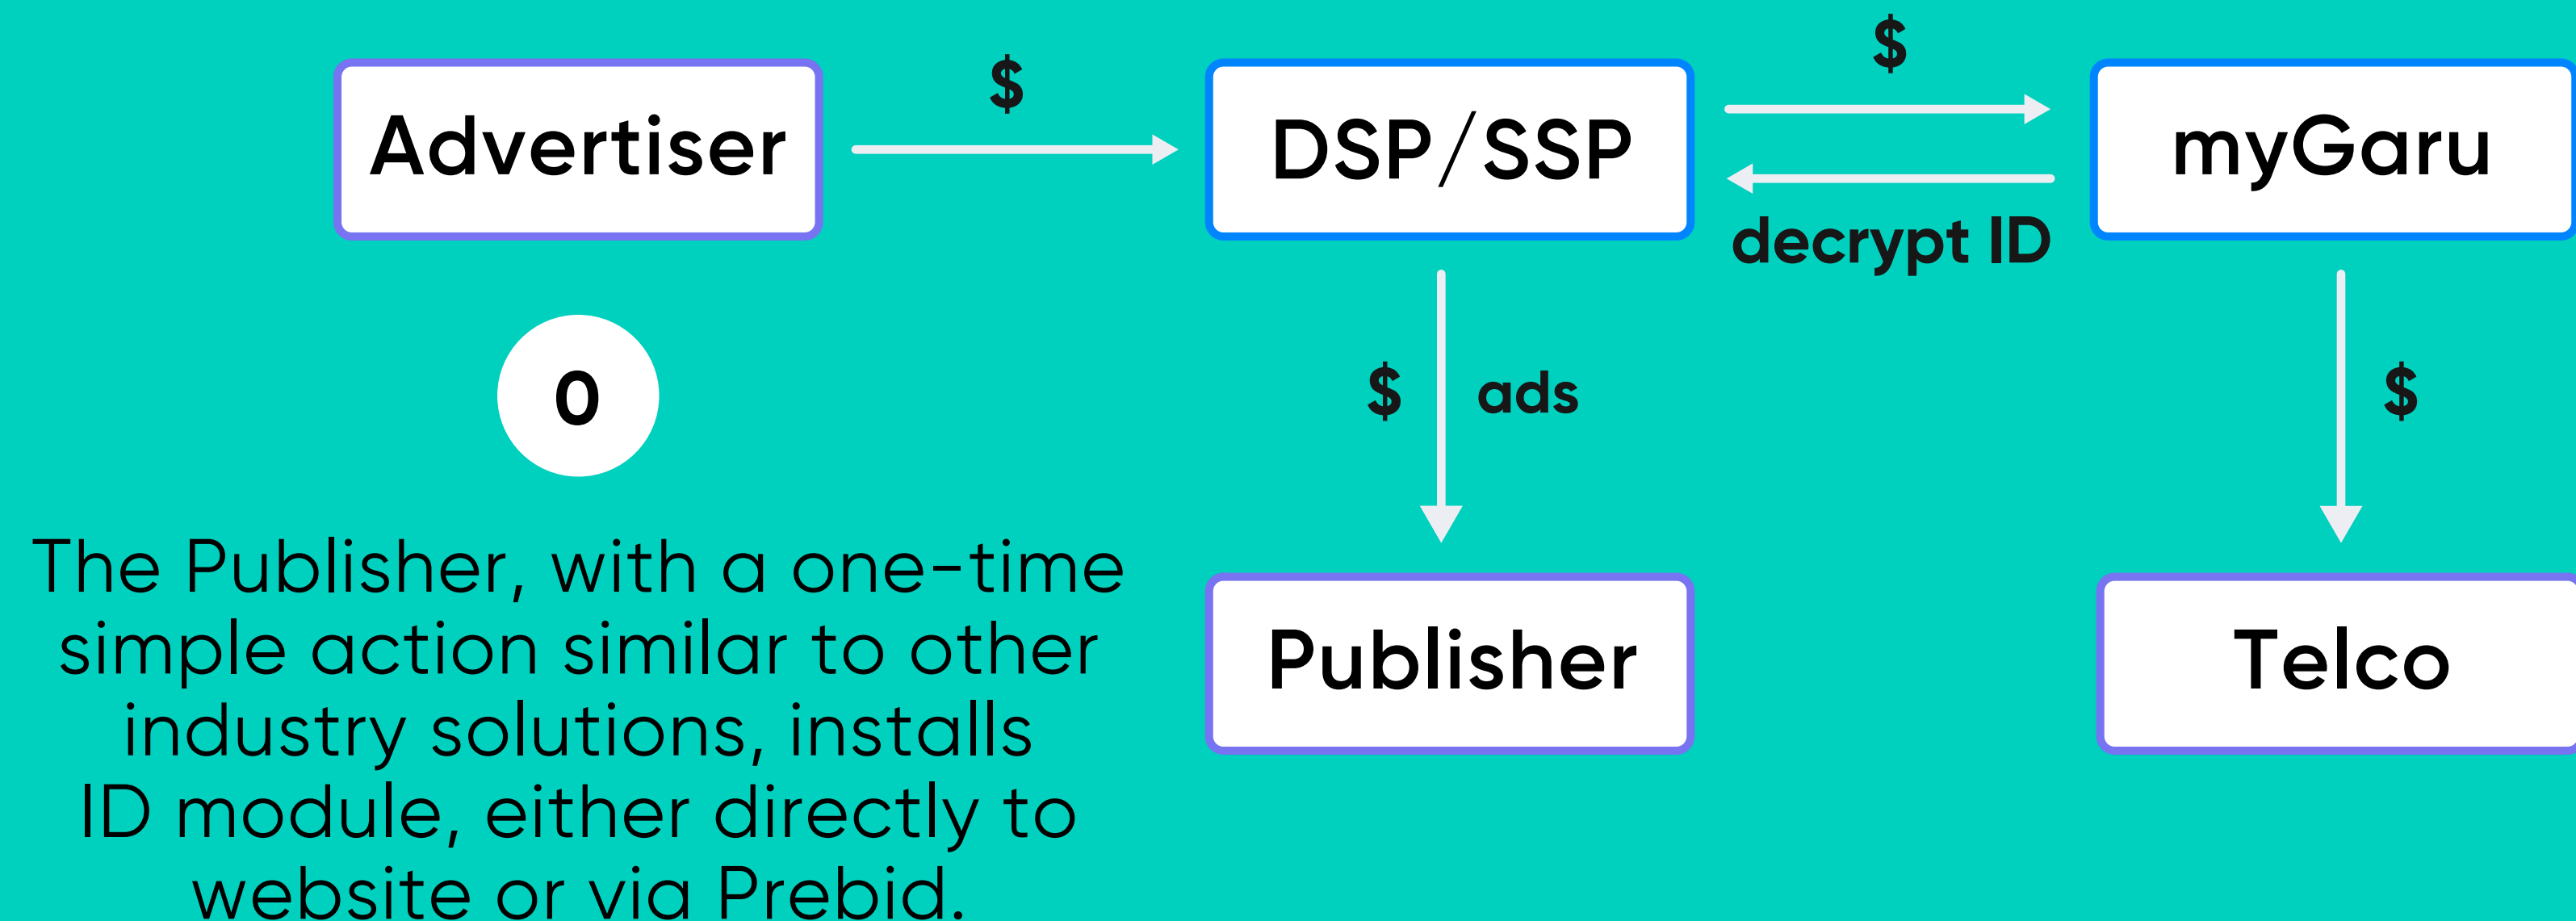 $
$
Advertiser
DSP/SSP
myGaru
decrypt ID
0
$
ads
$
The Publisher, with a one-time
simple action similar to other
industry solutions, installs
ID module, either directly to
website or via Prebid.
Publisher
Telco